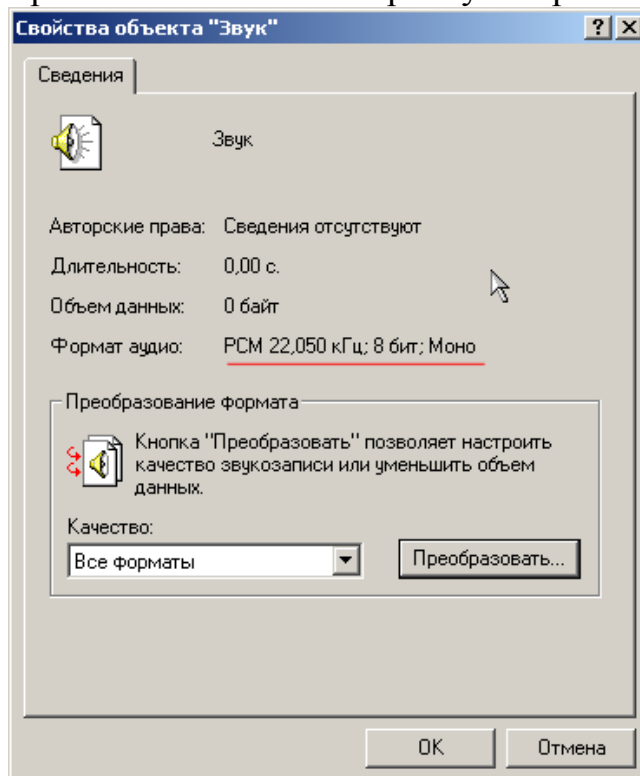 Свойства объекта "Звук"
Сведения
Звук
Авторские права: Сведения отсутствуют
Длительность: 0,00 с.
Объем данных: 0 байт
Формат аудио: PCM 22,050 кГц; 8 бит; Моно
Преобразование формата
Кнопка "Преобразовать" позволяет настроить
качество звукозаписи или уменьшить объем
данных.
Качество:
Все форматы Преобразовать...
OK Отмена